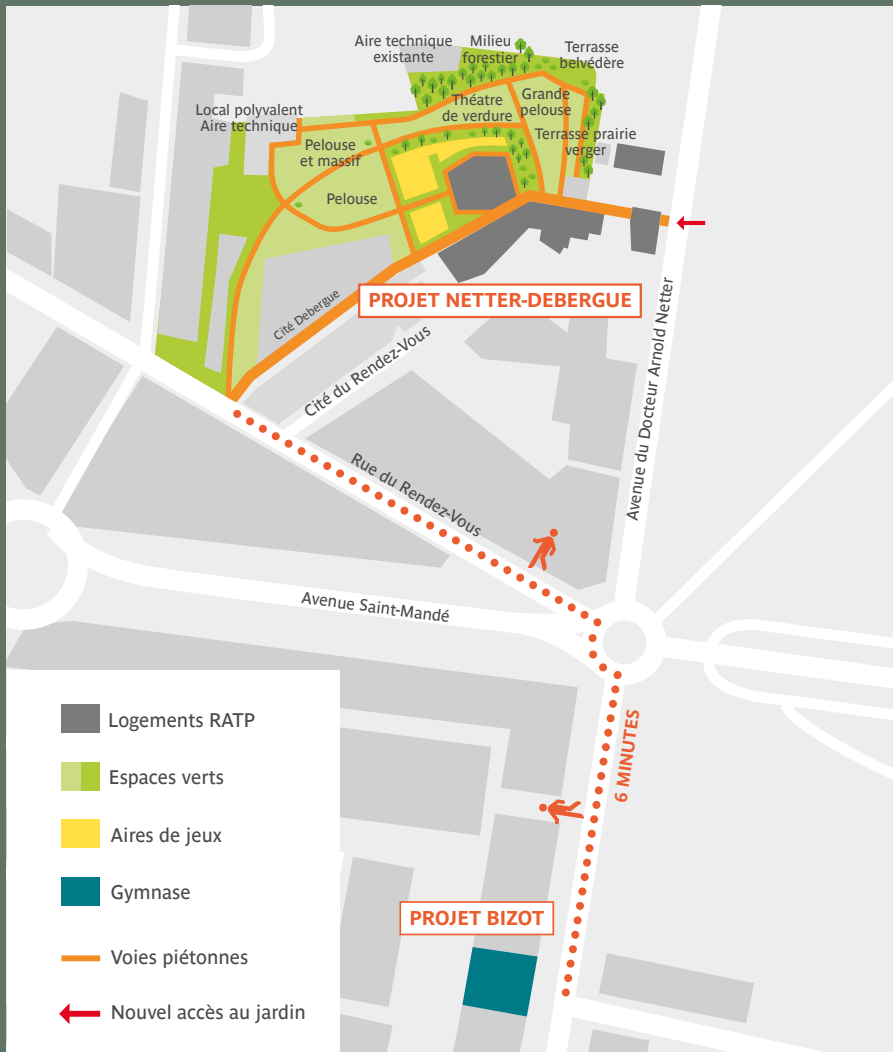 Aire technique
existante
Milieu
forestier
Terrasse
belvédère
Local polyvalent
Aire technique
Théatre
de verdure
Grande
pelouse
Terrasse prairie
verger
Pelouse
et massif
Pelouse
PROJET NETTER-DEBERGUE
Cité Debergue
Cité du Rendez-Vous
Avenue du Docteur Arnold Netter
Rue du Rendez-Vous
Avenue Saint-Mandé
6 MINUTES
PROJET BIZOT
Logements RATP
Espaces verts
Aires de jeux
Gymnase
Voies piétonnes
Nouvel accès au jardin